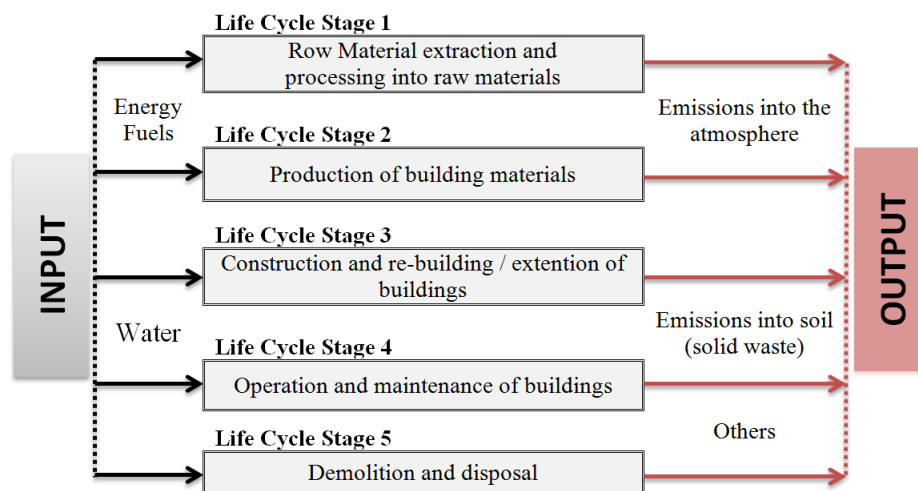 Life Cycle Stage 1
Row Material extraction and
processing into raw materials
Energy
Fuels
Emissions into the
atmosphere
Life Cycle Stage 2
Production of building materials
INPUT
OUTPUT
Life Cycle Stage 3
Construction and re-building / extention of
buildings
Water
Emissions into soil
(solid waste)
Life Cycle Stage 4
Operation and maintenance of buildings
Others
Life Cycle Stage 5
Demolition and disposal